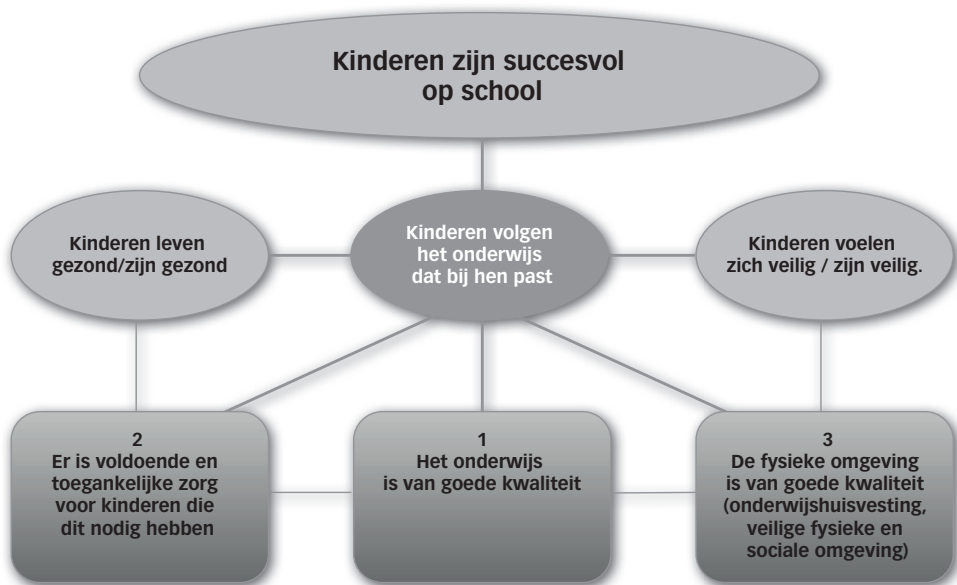 Kinderen zijn succesvol
op school
Kinderen leven
gezond/zijn gezond
Kinderen volgen
het onderwijs
dat bij hen past
Kinderen voelen
zich veilig / zijn veilig.
2
Er is voldoende en
toegankelijke zorg
voor kinderen die
dit nodig hebben
1
Het onderwijs
is van goede kwaliteit
3
De fysieke omgeving
is van goede kwaliteit
(onderwijshuisvesting,
veilige fysieke en
sociale omgeving)